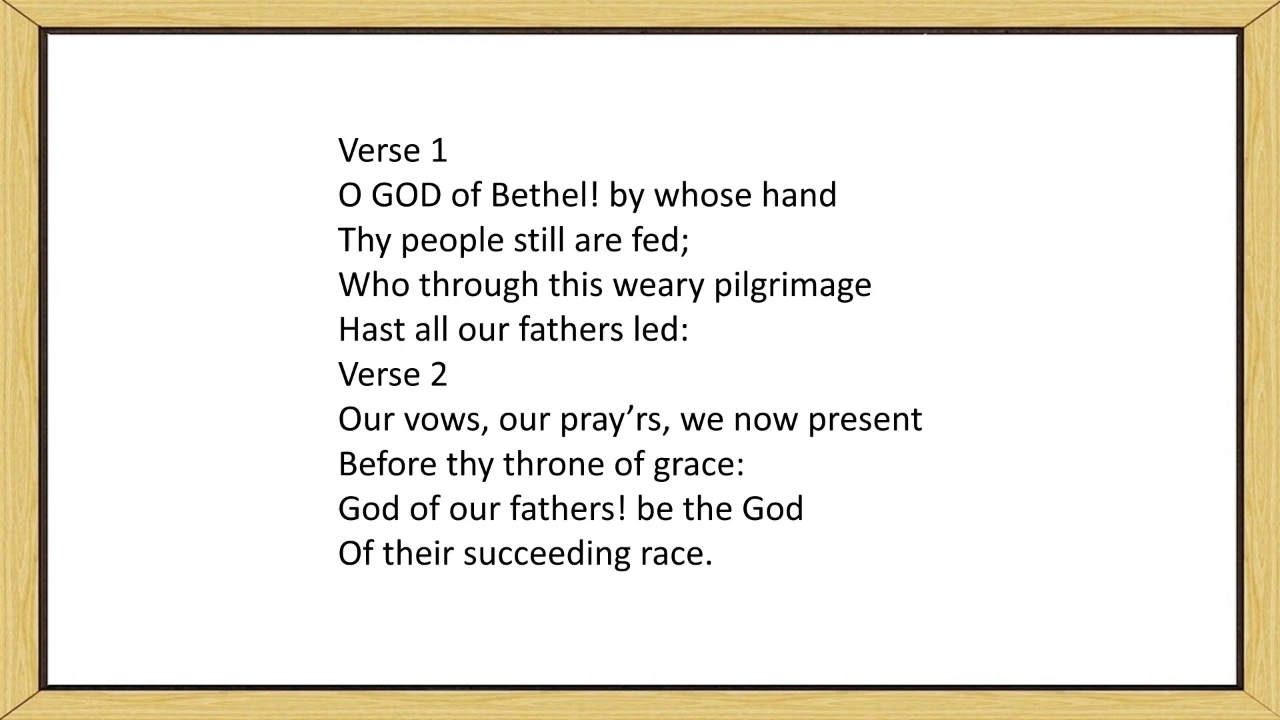 Verse 1
O GOD of Bethel! by whose hand
Thy people still are fed;
Who through this weary pilgrimage
Hast all our fathers led:
Verse 2
Our vows, our pray’rs, we now present
Before thy throne of grace:
God of our fathers! be the God
Of their succeeding race.